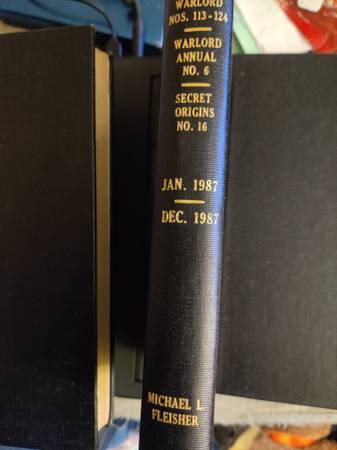 WARLORD
NOS. 113-124
WARLORD
ANNUAL
NO. 6
SECRET
ORIGINS
NO. 16
JAN. 1987
DEC. 1987
MICHAEL L.
FLEISHER